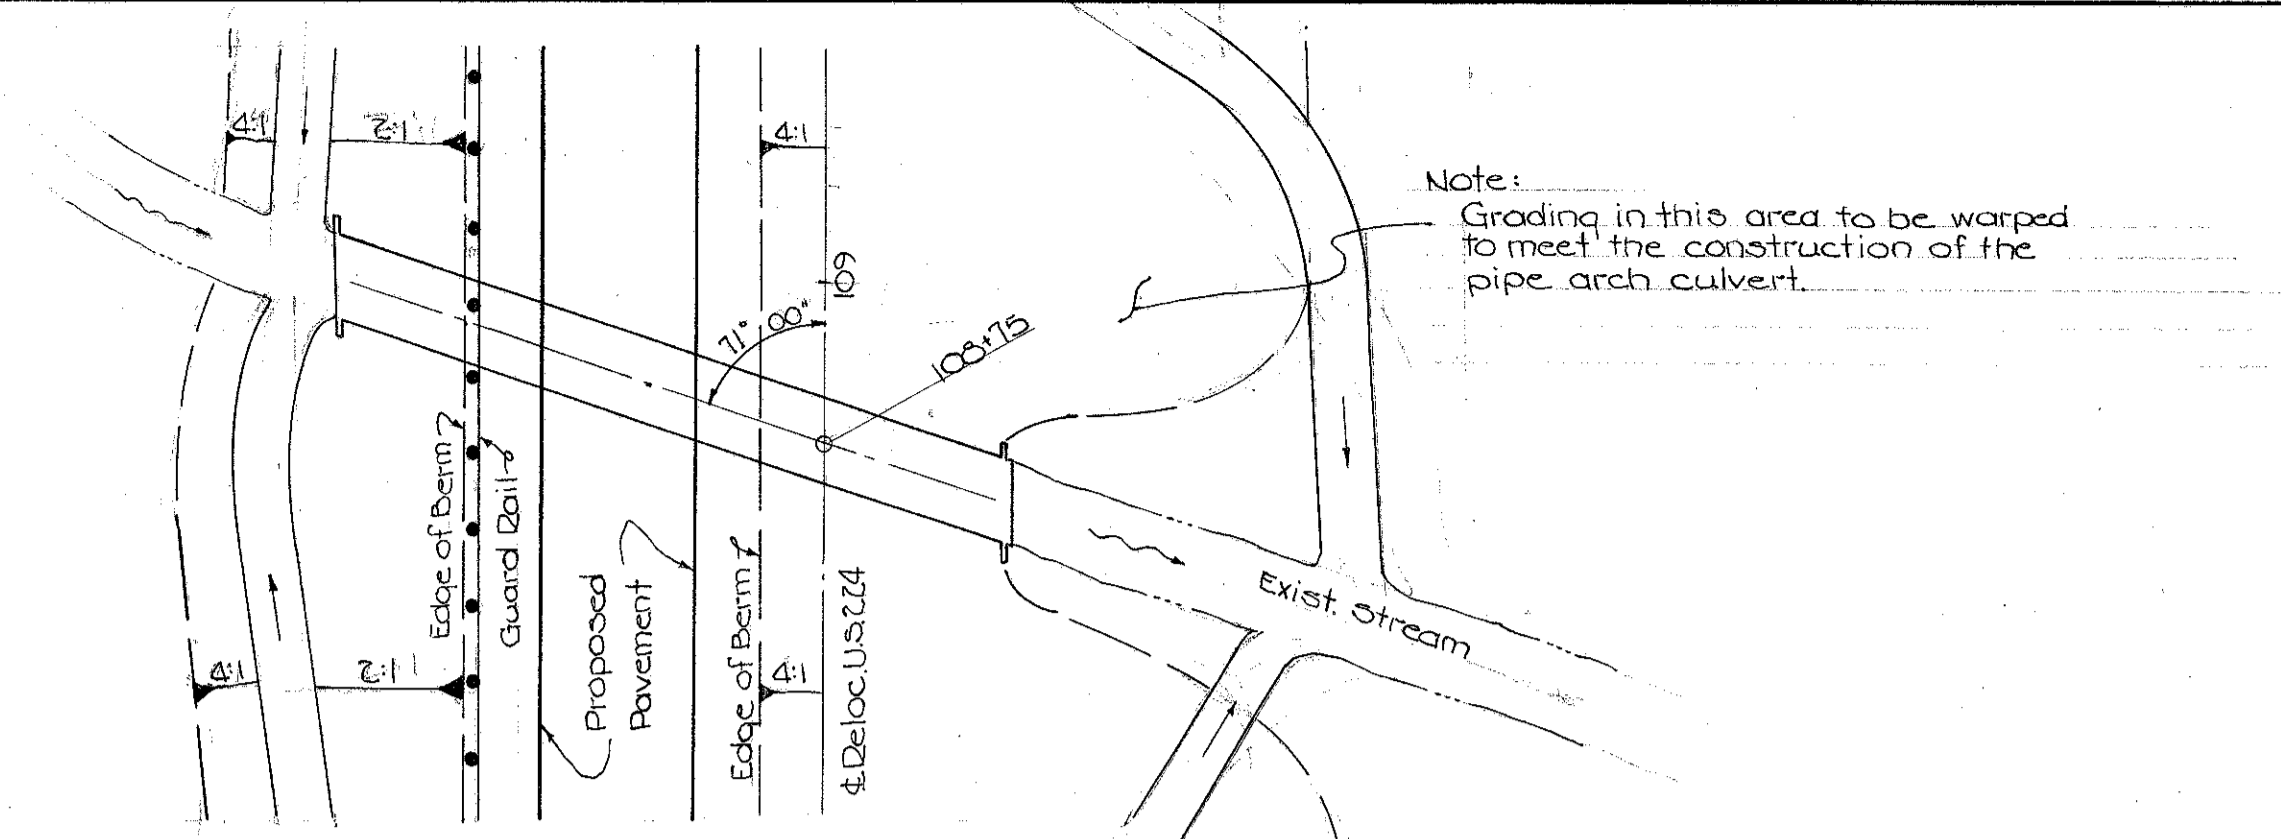 4:1
2:1
4:1
Note:
Grading in this area to be warped
to meet the construction of the
pipe arch culvert.
109
71° 00"
108+75
Edge of Berm
Guard Rail
Proposed
Pavement
Edge of Berm
℄ Reloc. U.S. 224
Exist. Stream
4:1
2:1
4:1